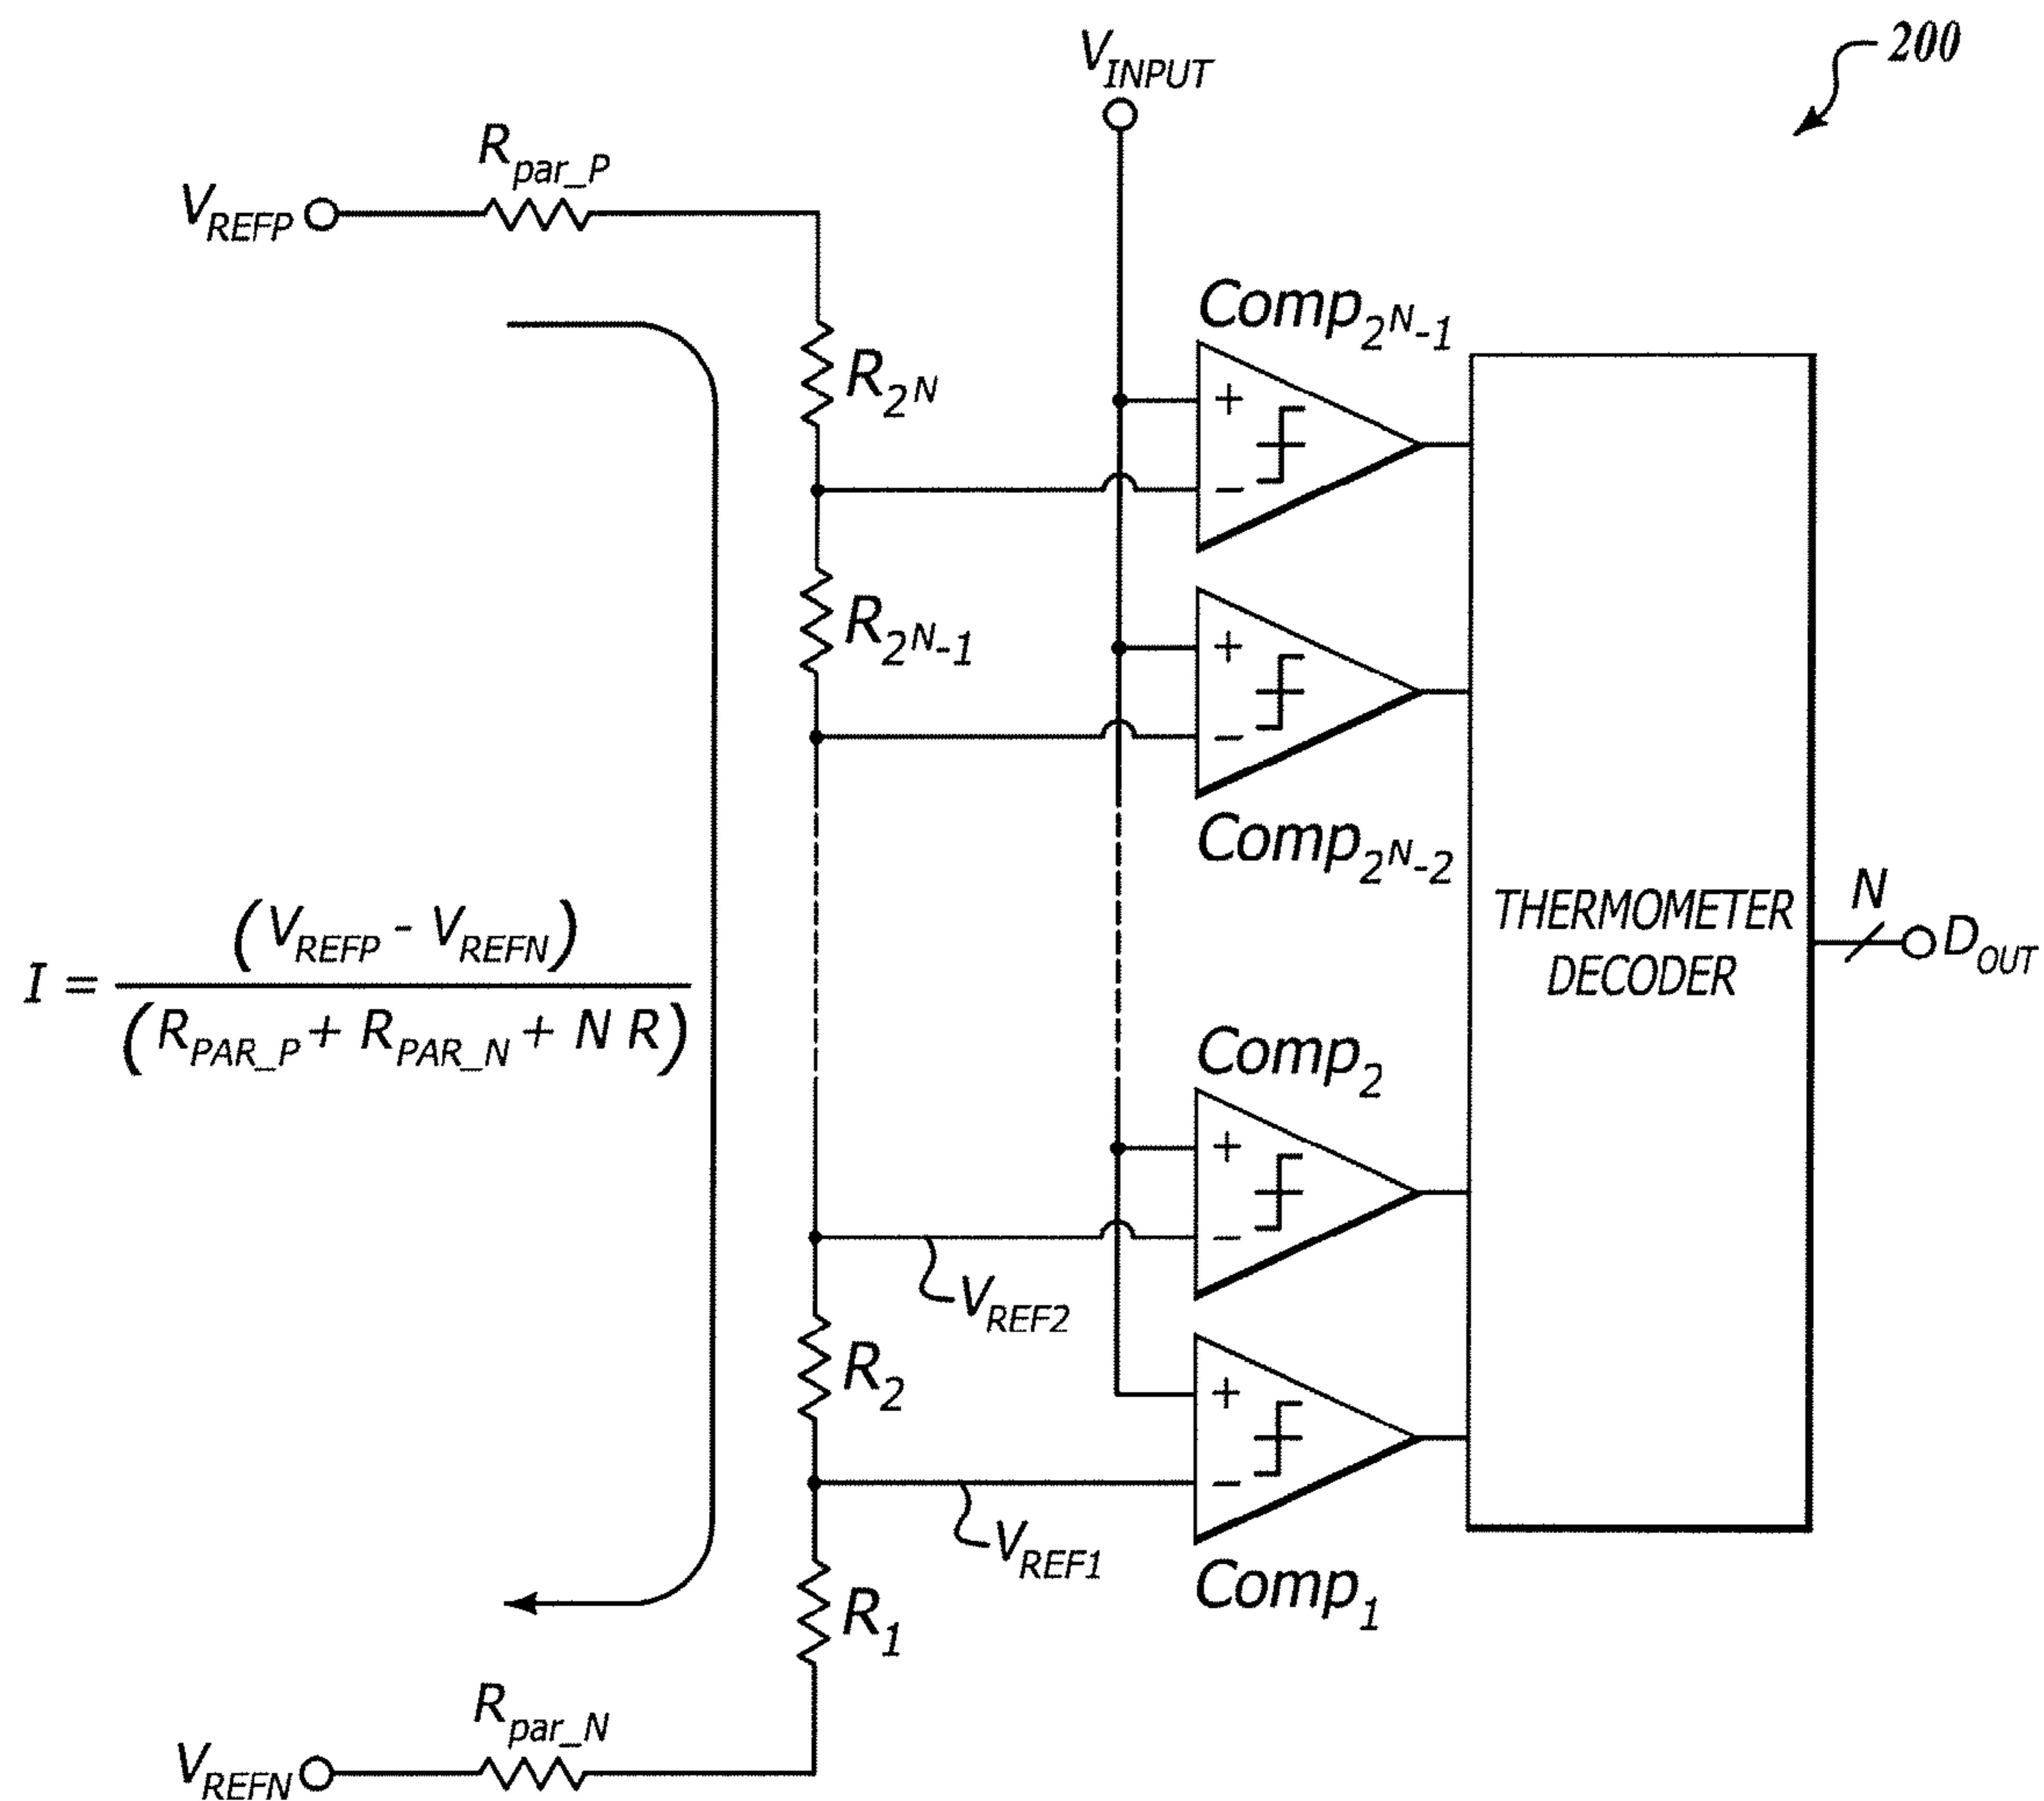 200
V_INPUT
R_par_P
V_REFP
Comp_2^N-1
+
R_2^N
−
R_2^N-1
+
−
Comp_2^N-2
N
THERMOMETER
DECODER
D_OUT
I = (V_REFP - V_REFN) / (R_PAR_P + R_PAR_N + N R)
Comp_2
+
−
V_REF2
R_2
+
−
V_REF1
Comp_1
R_1
R_par_N
V_REFN